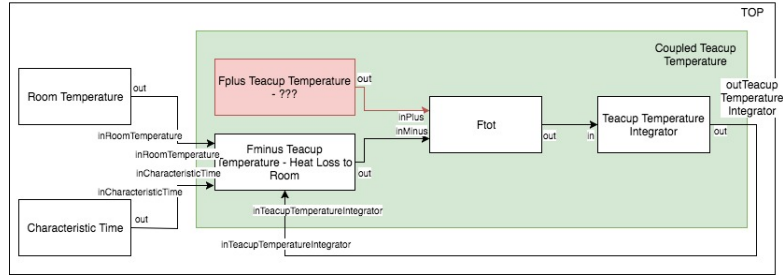 TOP
Coupled Teacup
Temperature
Fplus Teacup Temperature
- ???
out
Room Temperature
out
outTeacup
Temperature
Integrator
inPlus
Ftot
Teacup Temperature
Integrator
inRoomTemperature
inMinus
out
in
out
inRoomTemperature
Fminus Teacup
Temperature - Heat Loss to
Room
out
inCharacteristicTime
inCharacteristicTime
Characteristic Time
out
inTeacupTemperatureIntegrator
inTeacupTemperatureIntegrator